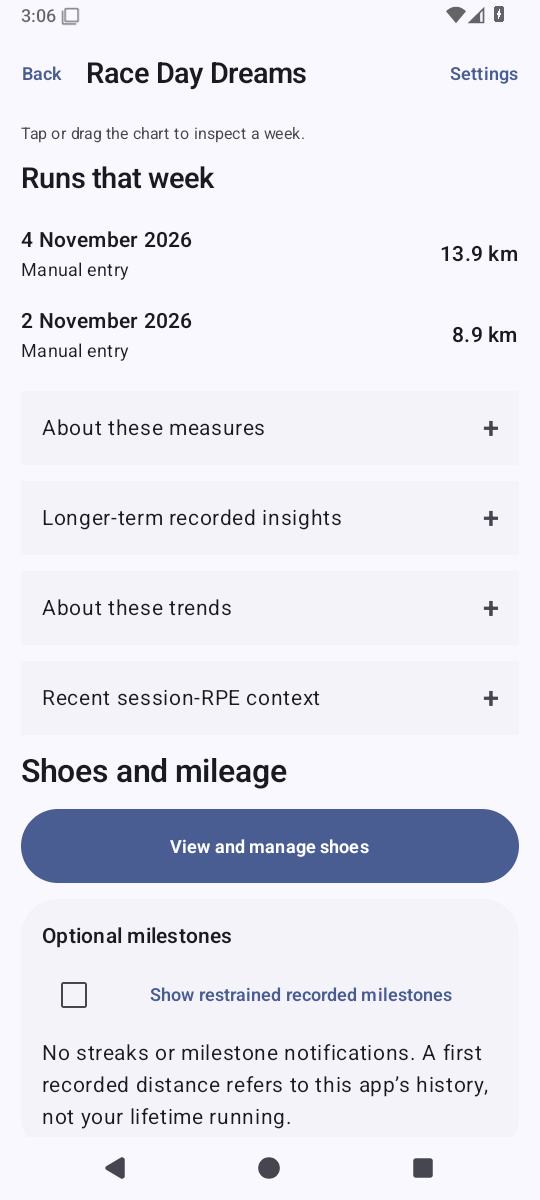 3:06
Back Race Day Dreams Settings
Tap or drag the chart to inspect a week.
Runs that week
4 November 2026
Manual entry
13.9 km
2 November 2026
Manual entry
8.9 km
About these measures +
Longer-term recorded insights +
About these trends +
Recent session-RPE context +
Shoes and mileage
View and manage shoes
Optional milestones
Show restrained recorded milestones
No streaks or milestone notifications. A first
recorded distance refers to this app’s history,
not your lifetime running.